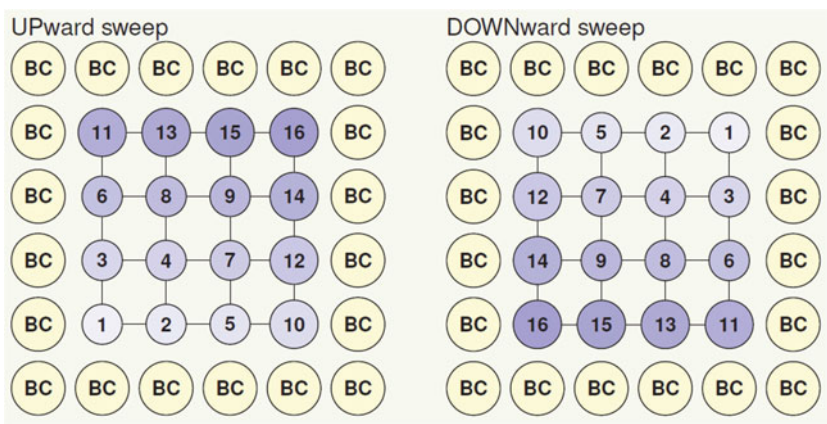 UPward sweep DOWNward sweep
BC BC BC BC BC BC BC BC BC BC BC BC
BC 11 13 15 16 BC BC 10 5 2 1 BC
BC 6 8 9 14 BC BC 12 7 4 3 BC
BC 3 4 7 12 BC BC 14 9 8 6 BC
BC 1 2 5 10 BC BC 16 15 13 11 BC
BC BC BC BC BC BC BC BC BC BC BC BC